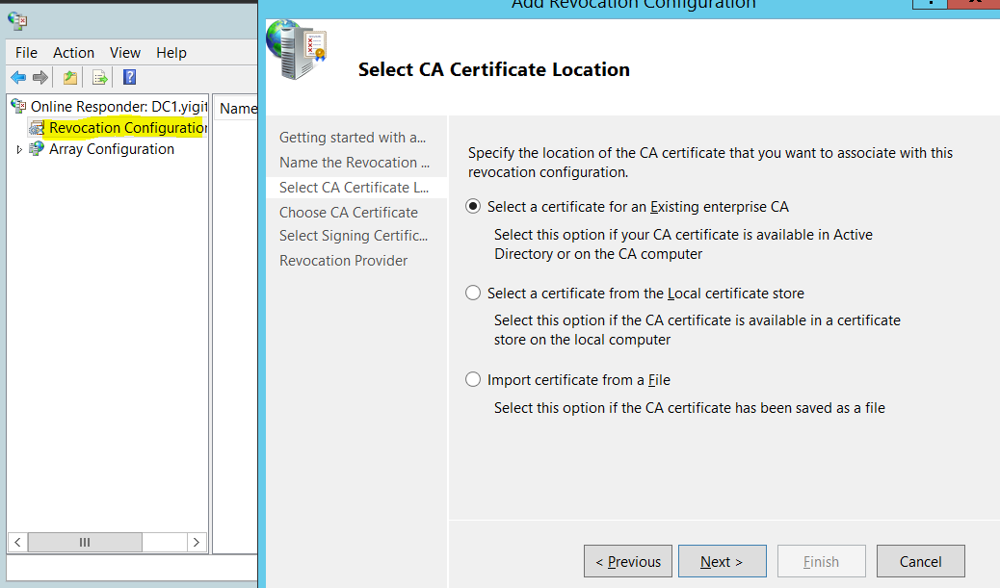 Add Revocation Configuration
File Action View Help
Online Responder: DC1.yigit
Revocation Configuration
Array Configuration
Name
Select CA Certificate Location
Getting started with a...
Name the Revocation ...
Select CA Certificate L...
Choose CA Certificate
Select Signing Certific...
Revocation Provider
Specify the location of the CA certificate that you want to associate with this
revocation configuration.
Select a certificate for an Existing enterprise CA
Select this option if your CA certificate is available in Active
Directory or on the CA computer
Select a certificate from the Local certificate store
Select this option if the CA certificate is available in a certificate
store on the local computer
Import certificate from a File
Select this option if the CA certificate has been saved as a file
< Previous Next > Finish Cancel